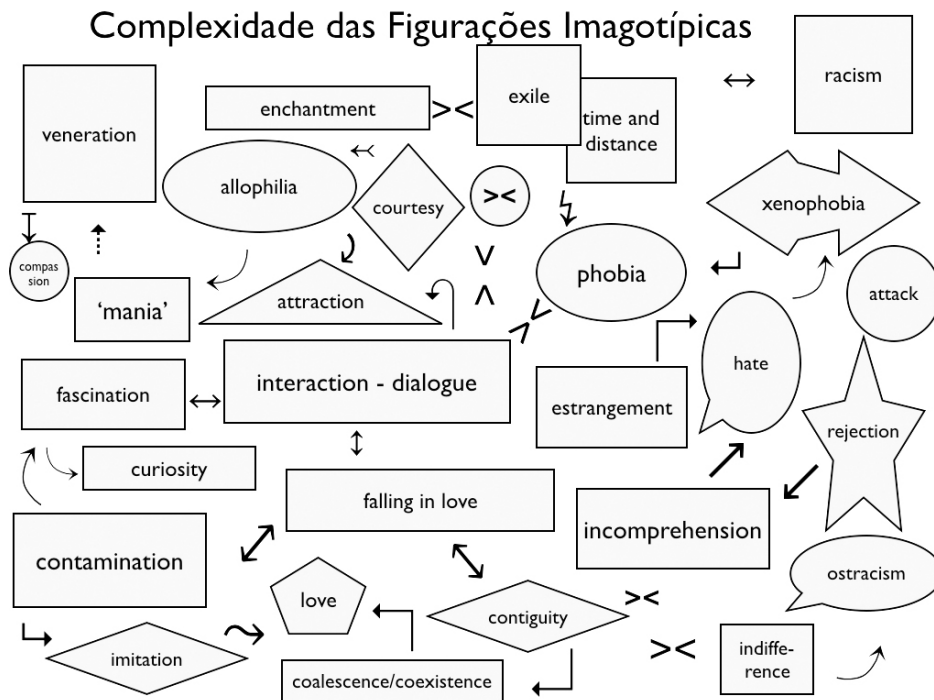 Complexidade das Figurações Imagotípicas
veneration
enchantment
><
exile
time and
distance
↔
racism
allophilia
courtesy
><
xenophobia
compas
sion
'mania'
attraction
><
phobia
attack
><
fascination
interaction - dialogue
estrangement
hate
rejection
curiosity
falling in love
incomprehension
contamination
love
contiguity
><
ostracism
imitation
coalescence/coexistence
><
indiffe-
rence